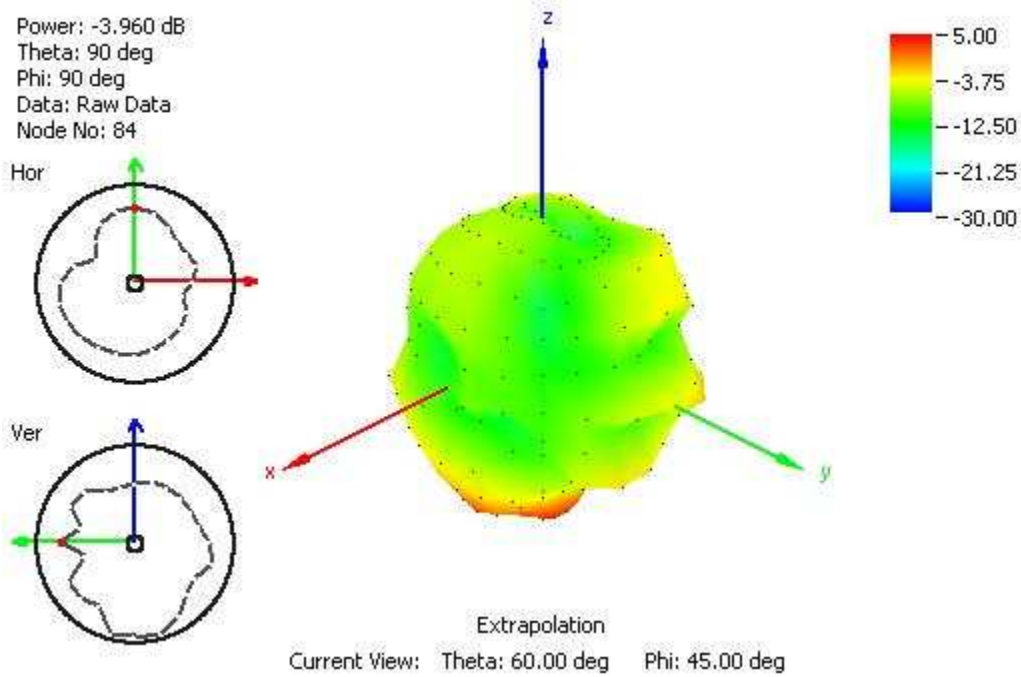 Power: -3.960 dB
Theta: 90 deg
Phi: 90 deg
Data: Raw Data
Node No: 84
Hor
Ver
z
x
y
5.00
-3.75
-12.50
-21.25
-30.00
Extrapolation
Current View: Theta: 60.00 deg Phi: 45.00 deg